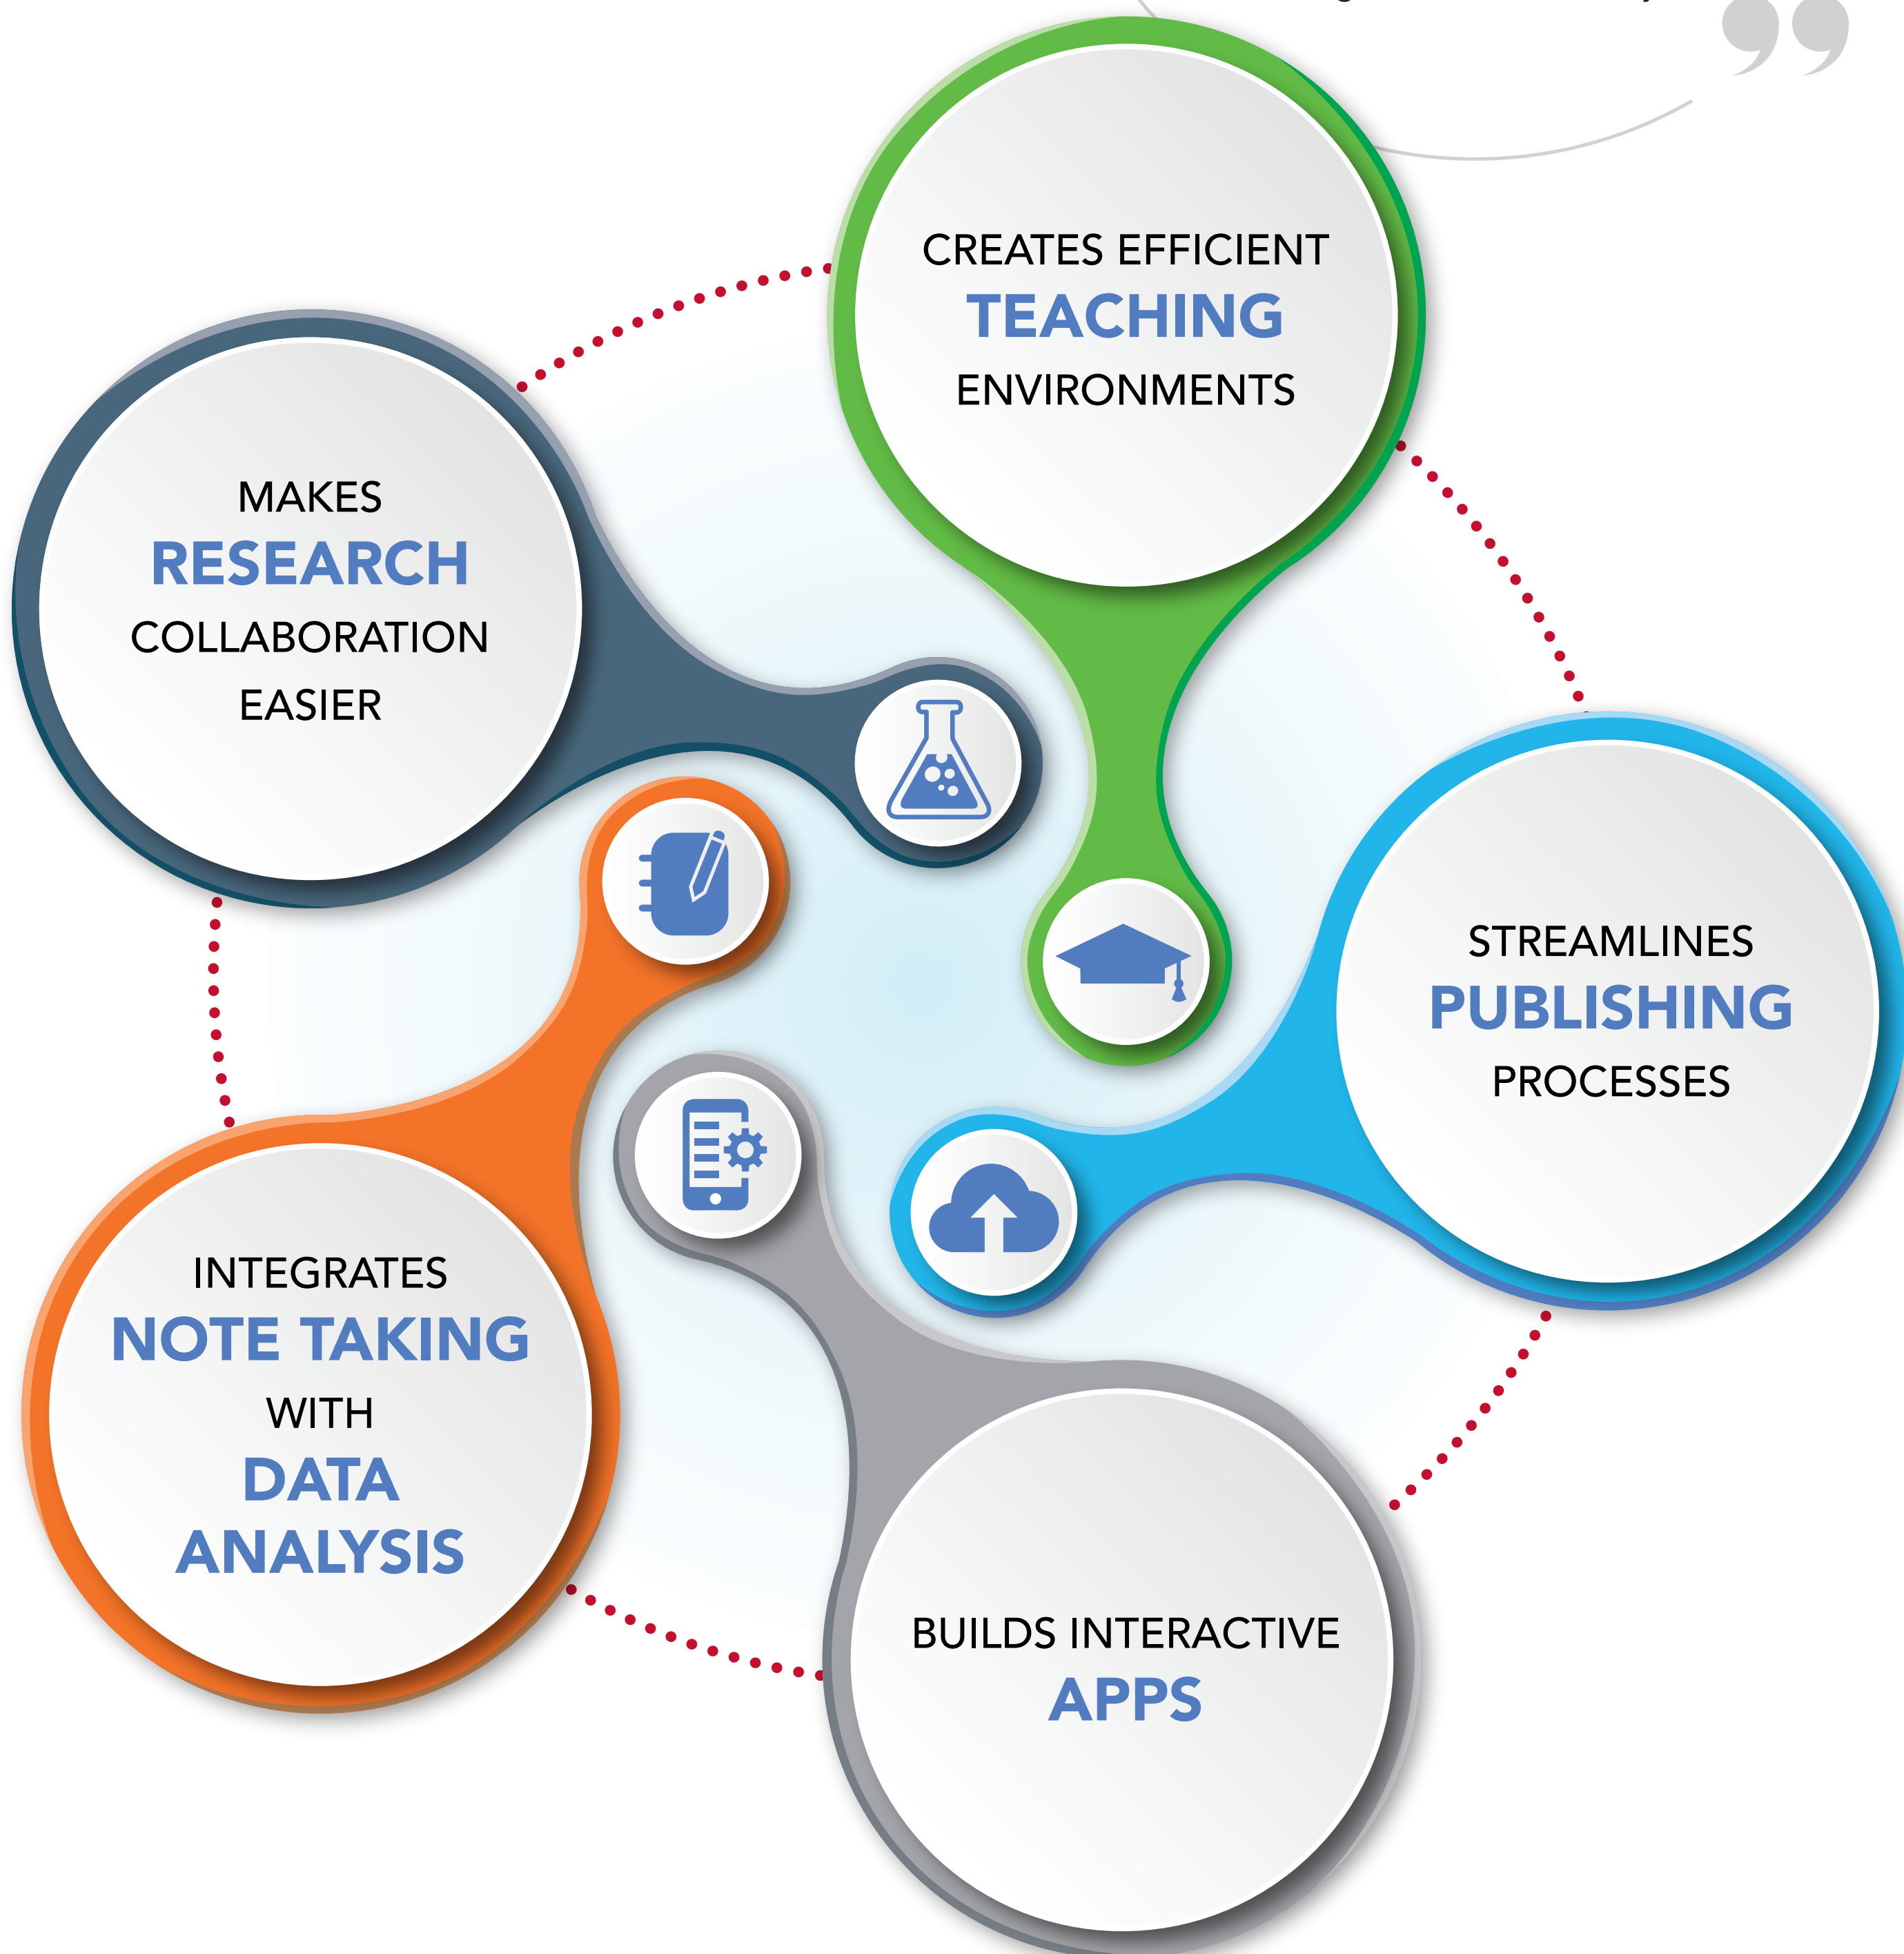 CREATES EFFICIENT
TEACHING
ENVIRONMENTS
MAKES
RESEARCH
COLLABORATION
EASIER
STREAMLINES
PUBLISHING
PROCESSES
INTEGRATES
NOTE TAKING
WITH
DATA
ANALYSIS
BUILDS INTERACTIVE
APPS